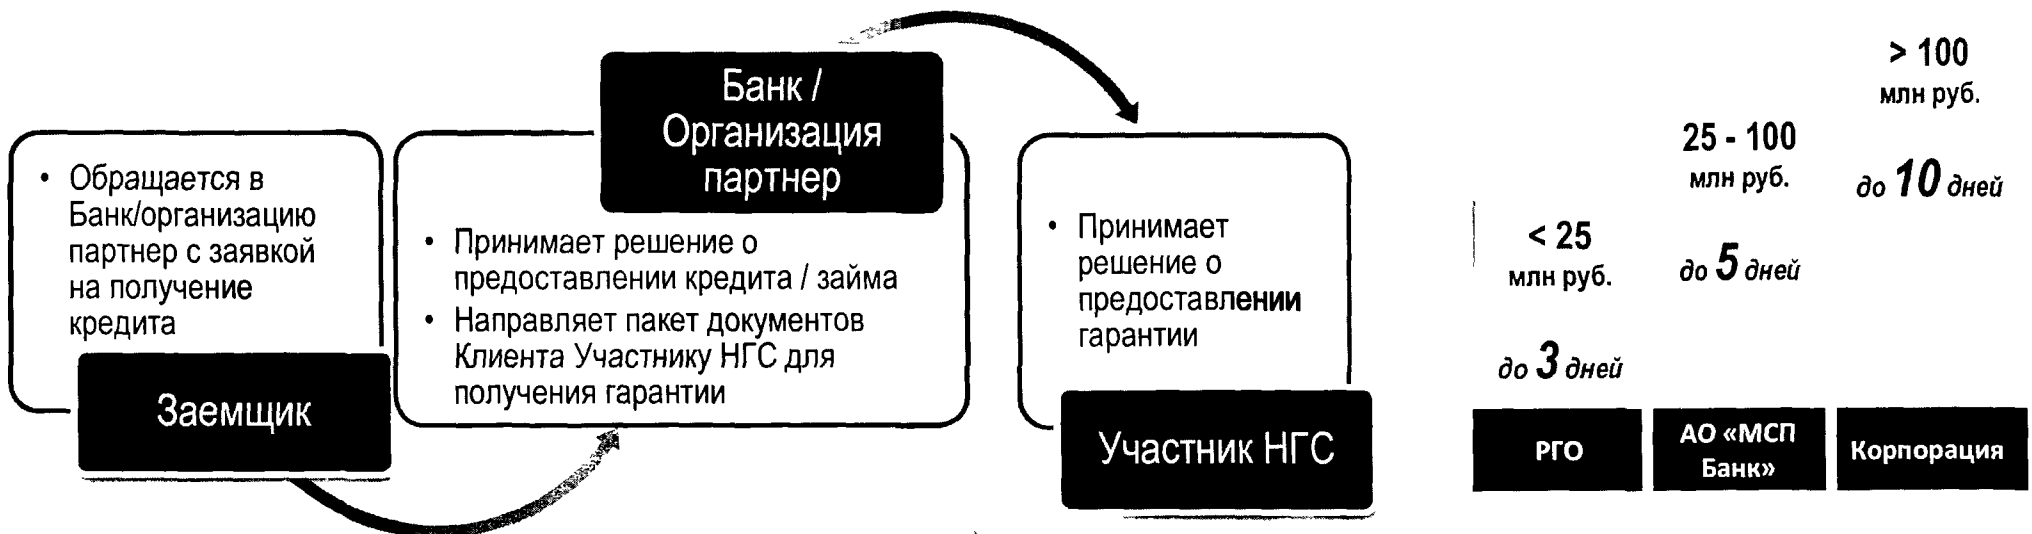 • Обращается в
Банк/организацию
партнер с заявкой
на получение
кредита
Заемщик
Банк /
Организация
партнер
• Принимает решение о
предоставлении кредита / займа
• Направляет пакет документов
Клиента Участнику НГС для
получения гарантии
• Принимает
решение о
предоставлении
гарантии
Участник НГС
< 25
млн руб.
до 3 дней
РГО
25 - 100
млн руб.
до 5 дней
АО «МСП
Банк»
> 100
млн руб.
до 10 дней
Корпорация